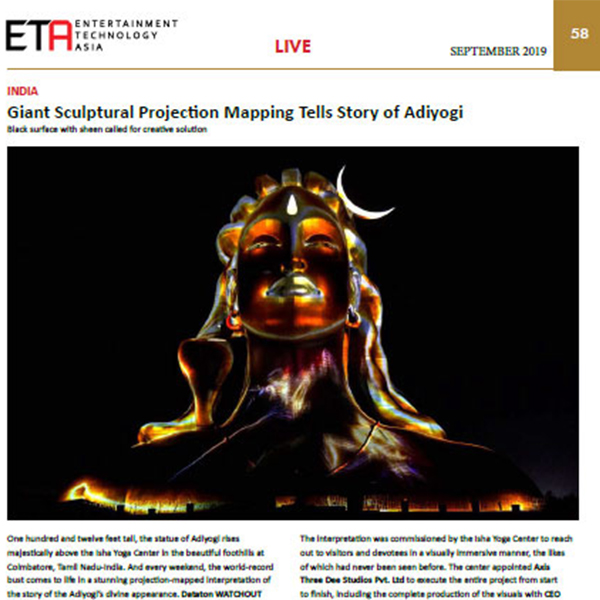 ETA ENTERTAINMENT
TECHNOLOGY
ASIA
LIVE
SEPTEMBER 2019
58
INDIA
Giant Sculptural Projection Mapping Tells Story of Adiyogi
Black surface with sheen called for creative solution
One hundred and twelve feet tall, the statue of Adiyogi rises
majestically above the Isha Yoga Center in the beautiful foothills at
Coimbatore, Tamil Nadu-India. And every weekend, the world-record
bust comes to life in a stunning projection-mapped interpretation of
the story of the Adiyogi's divine appearance. Dataton WATCHOUT
The interpretation was commissioned by the Isha Yoga Center to reach
out to visitors and devotees in a visually immersive manner, the likes
of which had never been seen before. The center appointed Axis
Three Dee Studios Pvt. Ltd to execute the entire project from start
to finish, including the complete production of the visuals with CEO